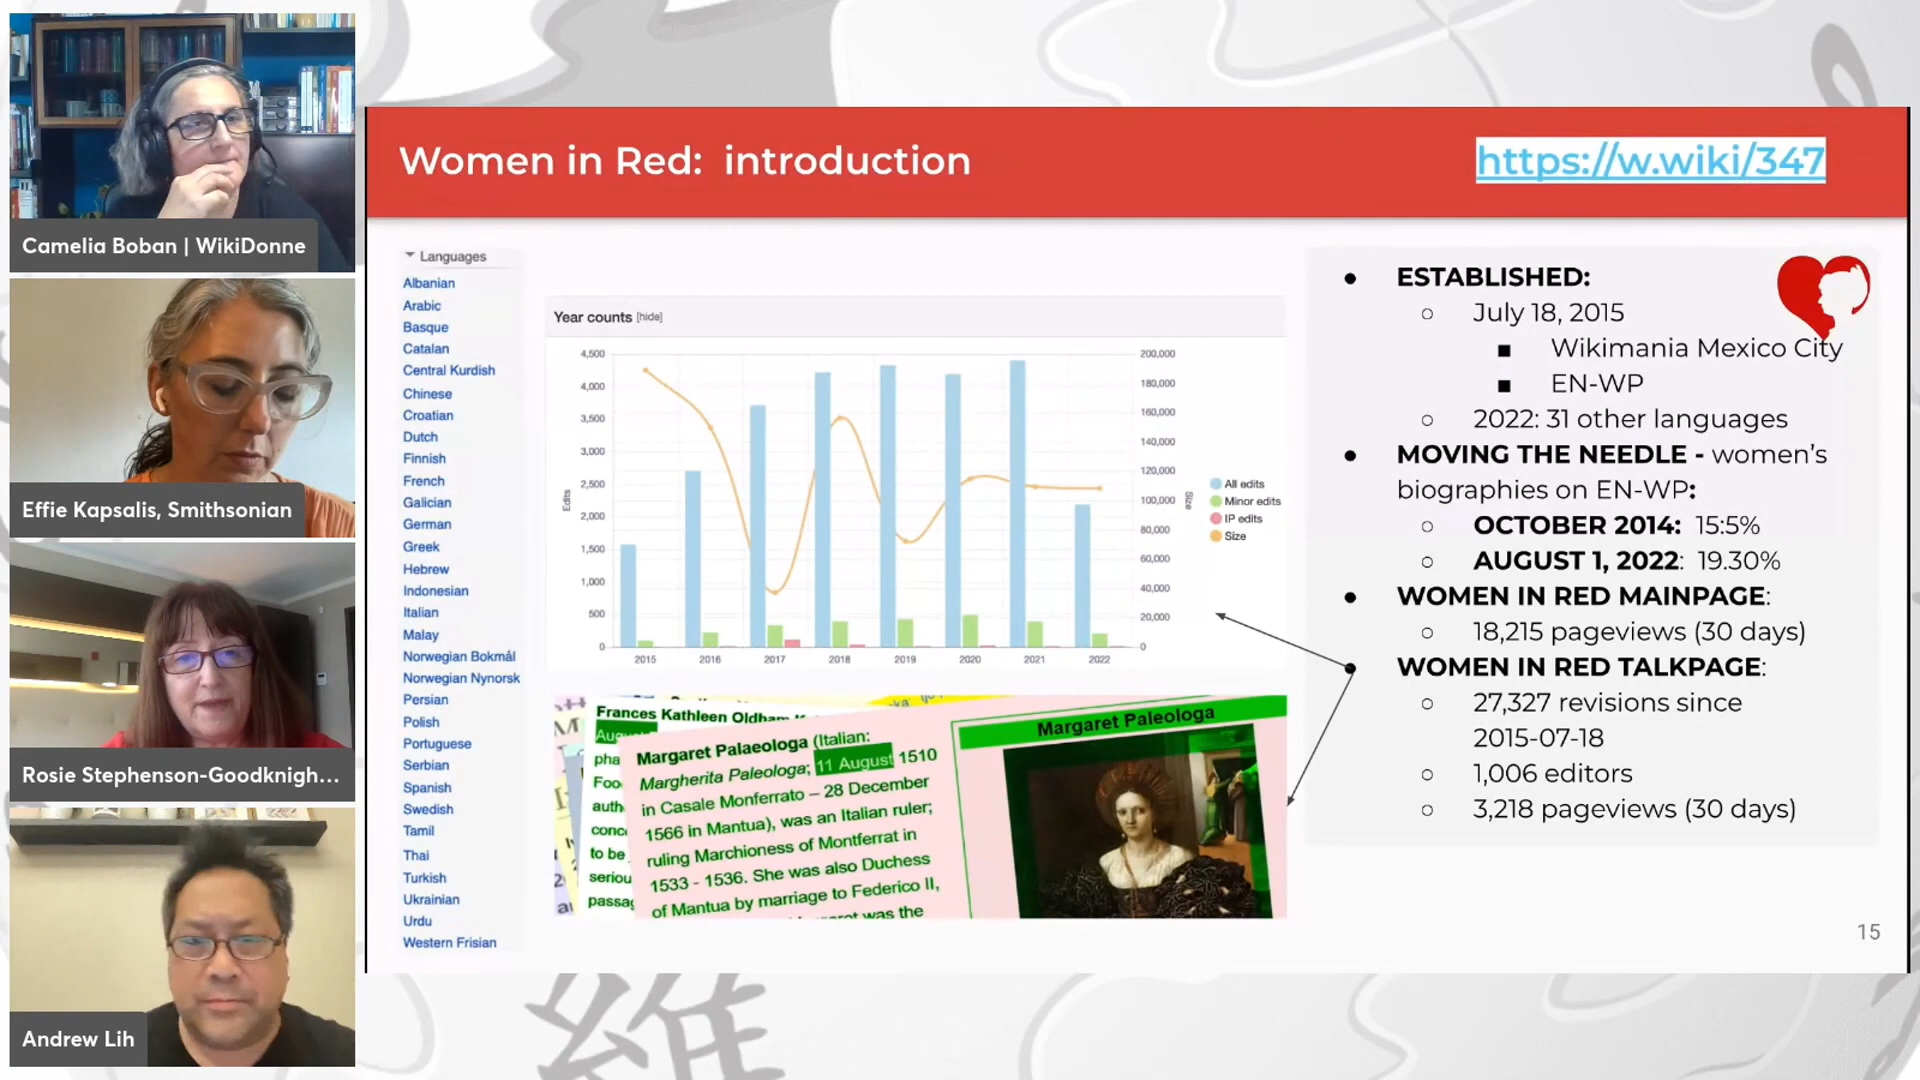 Camelia Boban | WikiDonne
Effie Kapsalis, Smithsonian
Rosie Stephenson-Goodknigh...
Andrew Lih
Women in Red: introduction
https://w.wiki/347
Languages
Albanian
Arabic
Basque
Catalan
Central Kurdish
Chinese
Croatian
Dutch
Finnish
French
Galician
German
Greek
Hebrew
Indonesian
Italian
Malay
Norwegian Bokmål
Norwegian Nynorsk
Persian
Polish
Portuguese
Serbian
Spanish
Swedish
Tamil
Thai
Turkish
Ukrainian
Urdu
Western Frisian
Year counts [hide]
4,500
4,000
3,500
3,000
2,500
2,000
1,500
1,000
500
0
Edits
200,000
180,000
160,000
140,000
120,000
100,000
80,000
60,000
40,000
20,000
0
Size
2015 2016 2017 2018 2019 2020 2021 2022
All edits
Minor edits
IP edits
Size
Frances Kathleen Oldham
Margaret Palaeologa (Italian:
Margherita Paleologa; 11 August 1510
in Casale Monferrato – 28 December
1566 in Mantua), was an Italian ruler;
ruling Marchioness of Montferrat in
1533 - 1536. She was also Duchess
of Mantua by marriage to Federico II,
was the
Margaret Paleologa
• ESTABLISHED:
○ July 18, 2015
■ Wikimania Mexico City
■ EN-WP
○ 2022: 31 other languages
• MOVING THE NEEDLE - women's
biographies on EN-WP:
○ OCTOBER 2014: 15:5%
○ AUGUST 1, 2022: 19.30%
• WOMEN IN RED MAINPAGE:
○ 18,215 pageviews (30 days)
• WOMEN IN RED TALKPAGE:
○ 27,327 revisions since
2015-07-18
○ 1,006 editors
○ 3,218 pageviews (30 days)
15
維